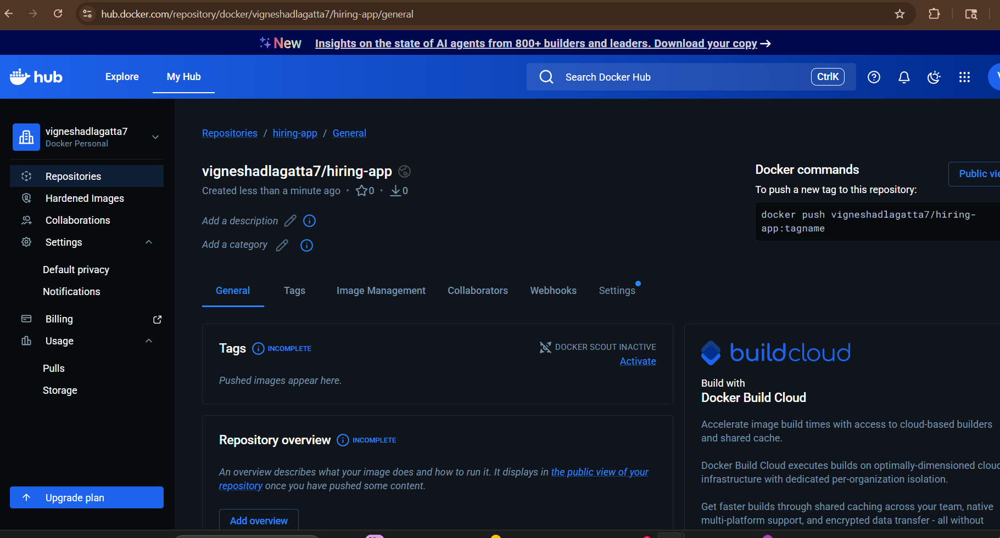 hub.docker.com/repository/docker/vigneshadlagatta7/hiring-app/general
New Insights on the state of AI agents from 800+ builders and leaders. Download your copy →
hub
Explore
My Hub
Search Docker Hub
CtrlK
vigneshadlagatta7
Docker Personal
Repositories
Hardened Images
Collaborations
Settings
Default privacy
Notifications
Billing
Usage
Pulls
Storage
Upgrade plan
Repositories / hiring-app / General
vigneshadlagatta7/hiring-app
Created less than a minute ago • 0 • 0
Add a description
Add a category
Docker commands
To push a new tag to this repository:
docker push vigneshadlagatta7/hiring-
app:tagname
General
Tags
Image Management
Collaborators
Webhooks
Settings
Tags INCOMPLETE
DOCKER SCOUT INACTIVE
Activate
Pushed images appear here.
Repository overview INCOMPLETE
An overview describes what your image does and how to run it. It displays in the public view of your
repository once you have pushed some content.
Add overview
buildcloud
Build with
Docker Build Cloud
Accelerate image build times with access to cloud-based builders
and shared cache.
Docker Build Cloud executes builds on optimally-dimensioned
infrastructure with dedicated per-organization isolation.
Get faster builds through shared caching across your team, native
multi-platform support, and encrypted data transfer - all without
Public